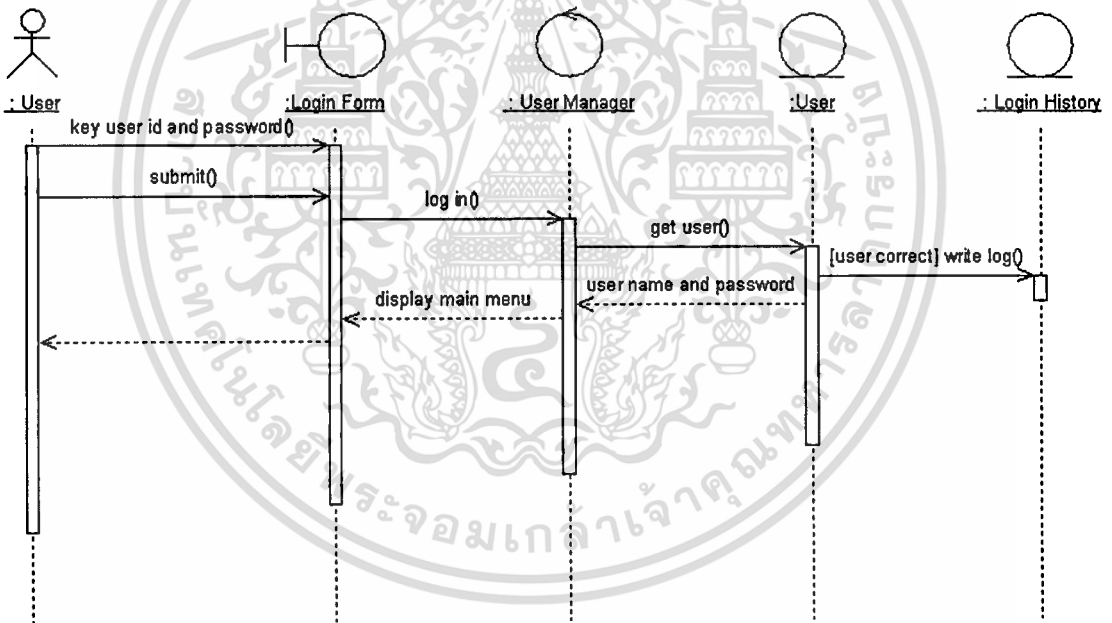 : User
:Login Form
: User Manager
:User
: Login History
key user id and password()
submit()
log in()
get user()
[user correct] write log()
user name and password
display main menu